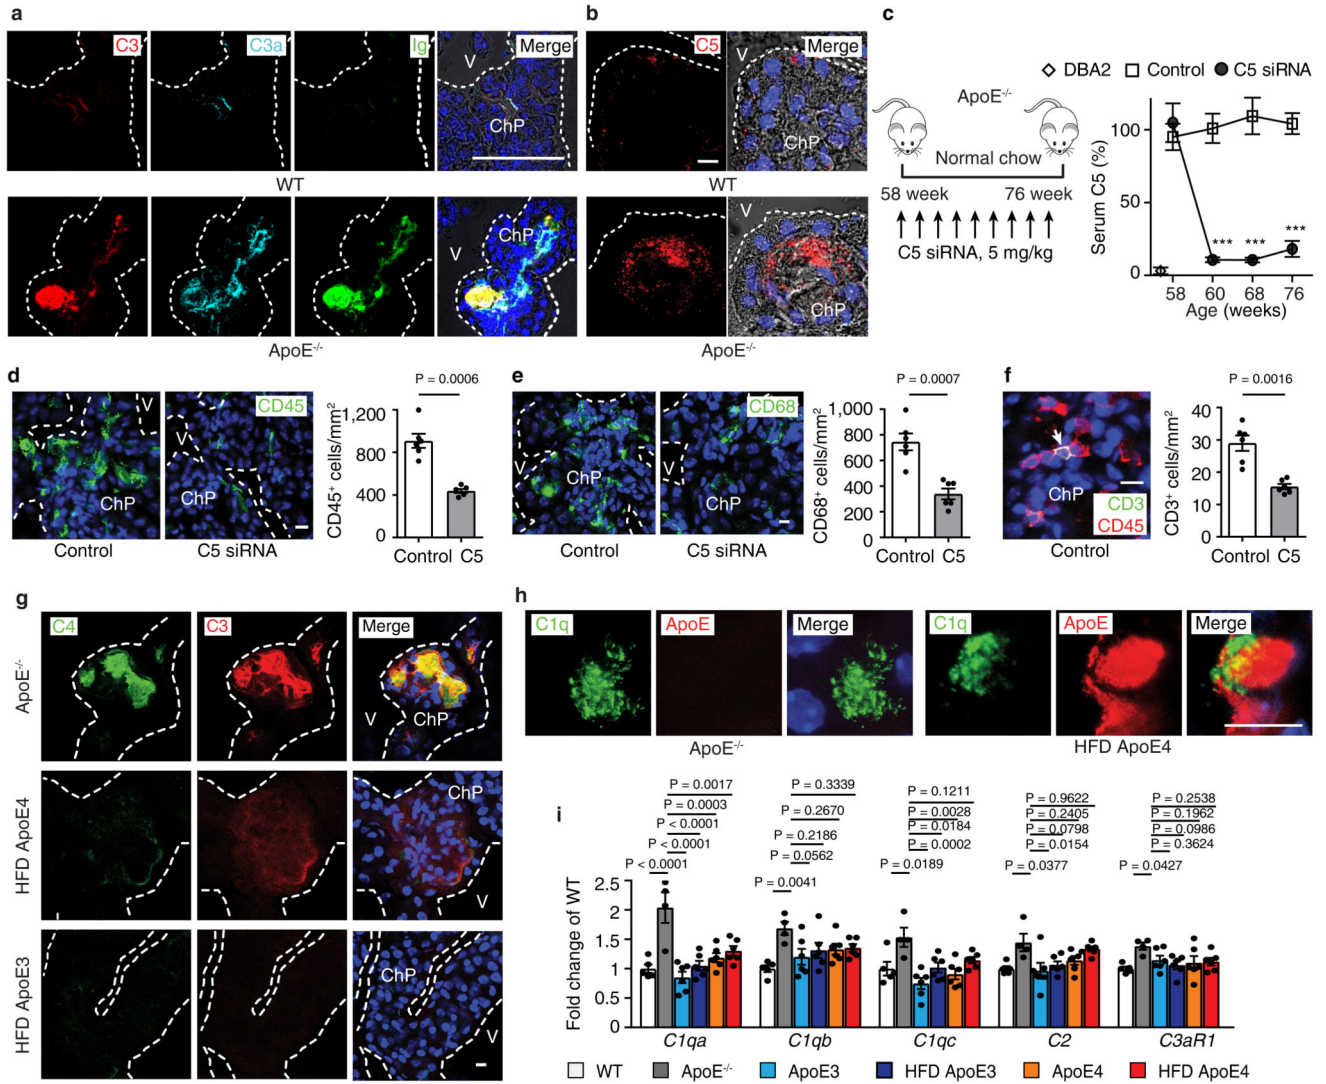 a
C3
C3a
Ig
Merge
V
ChP
WT
V
ChP
ApoE-/-
b
C5
Merge
V
ChP
WT
V
ChP
ApoE-/-
c
DBA2
Control
C5 siRNA
ApoE-/-
Normal chow
58 week
76 week
C5 siRNA, 5 mg/kg
Serum C5 (%)
100
50
0
***
***
***
58
60
68
76
Age (weeks)
d
CD45
V
V
ChP
ChP
Control
C5 siRNA
P = 0.0006
CD45+ cells/mm2
1,200
800
400
0
Control
C5
e
CD68
V
V
ChP
ChP
Control
C5 siRNA
P = 0.0007
CD68+ cells/mm2
1,000
800
600
400
200
0
Control
C5
f
ChP
CD3
CD45
Control
P = 0.0016
CD3+ cells/mm2
40
30
20
10
0
Control
C5
g
C4
C3
Merge
ApoE-/-
V
ChP
HFD ApoE4
ChP
V
HFD ApoE3
ChP
V
h
C1q
ApoE
Merge
ApoE-/-
C1q
ApoE
Merge
HFD ApoE4
i
P = 0.0017
P = 0.0003
P < 0.0001
P < 0.0001
P < 0.0001
P = 0.3339
P = 0.2670
P = 0.2186
P = 0.0562
P = 0.0041
P = 0.1211
P = 0.0028
P = 0.0184
P = 0.0002
P = 0.0189
P = 0.9622
P = 0.2405
P = 0.0798
P = 0.0154
P = 0.0377
P = 0.2538
P = 0.1962
P = 0.0986
P = 0.3624
P = 0.0427
Fold change of WT
2.5
2
1.5
1
0.5
0
C1qa
C1qb
C1qc
C2
C3aR1
WT
ApoE-/-
ApoE3
HFD ApoE3
ApoE4
HFD ApoE4